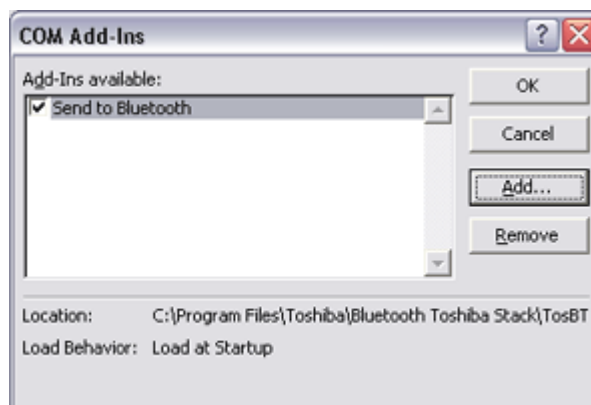 COM Add-Ins
Add-Ins available:
Send to Bluetooth
OK
Cancel
Add...
Remove
Location: C:\Program Files\Toshiba\Bluetooth Toshiba Stack\TosBT
Load Behavior: Load at Startup